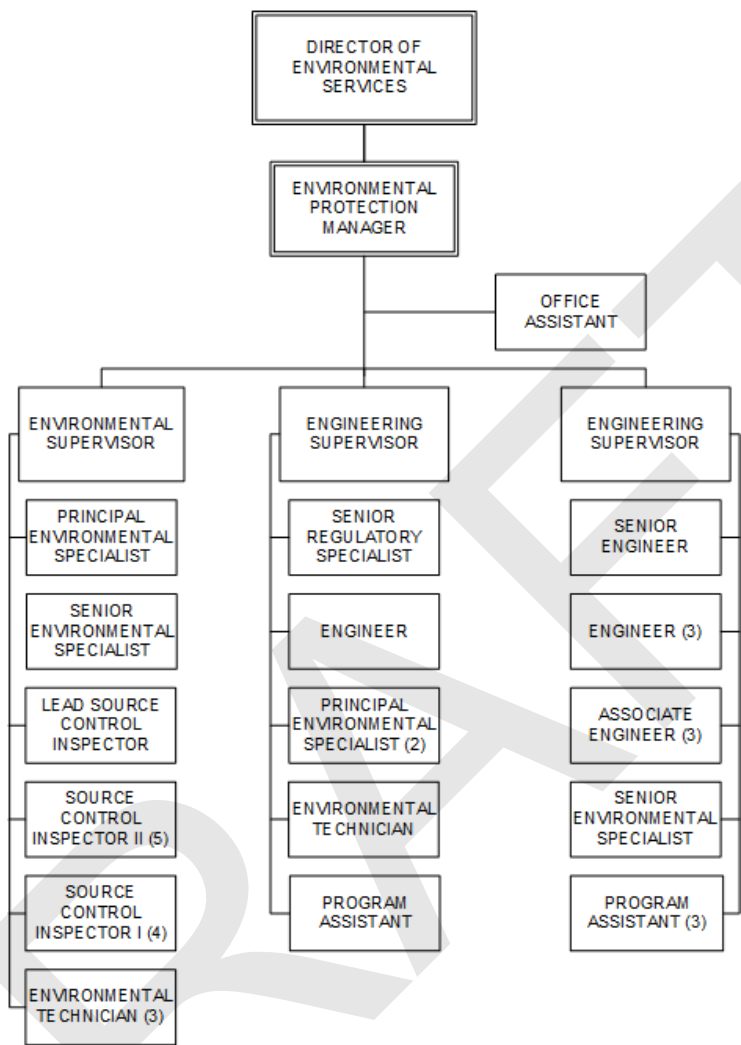 DIRECTOR OF
ENVIRONMENTAL
SERVICES
ENVIRONMENTAL
PROTECTION
MANAGER
OFFICE
ASSISTANT
ENVIRONMENTAL
SUPERVISOR
PRINCIPAL
ENVIRONMENTAL
SPECIALIST
SENIOR
ENVIRONMENTAL
SPECIALIST
LEAD SOURCE
CONTROL
INSPECTOR
SOURCE
CONTROL
INSPECTOR II (5)
SOURCE
CONTROL
INSPECTOR I (4)
ENVIRONMENTAL
TECHNICIAN (3)
ENGINEERING
SUPERVISOR
SENIOR
REGULATORY
SPECIALIST
ENGINEER
PRINCIPAL
ENVIRONMENTAL
SPECIALIST (2)
ENVIRONMENTAL
TECHNICIAN
PROGRAM
ASSISTANT
ENGINEERING
SUPERVISOR
SENIOR
ENGINEER
ENGINEER (3)
ASSOCIATE
ENGINEER (3)
SENIOR
ENVIRONMENTAL
SPECIALIST
PROGRAM
ASSISTANT (3)
RAFT